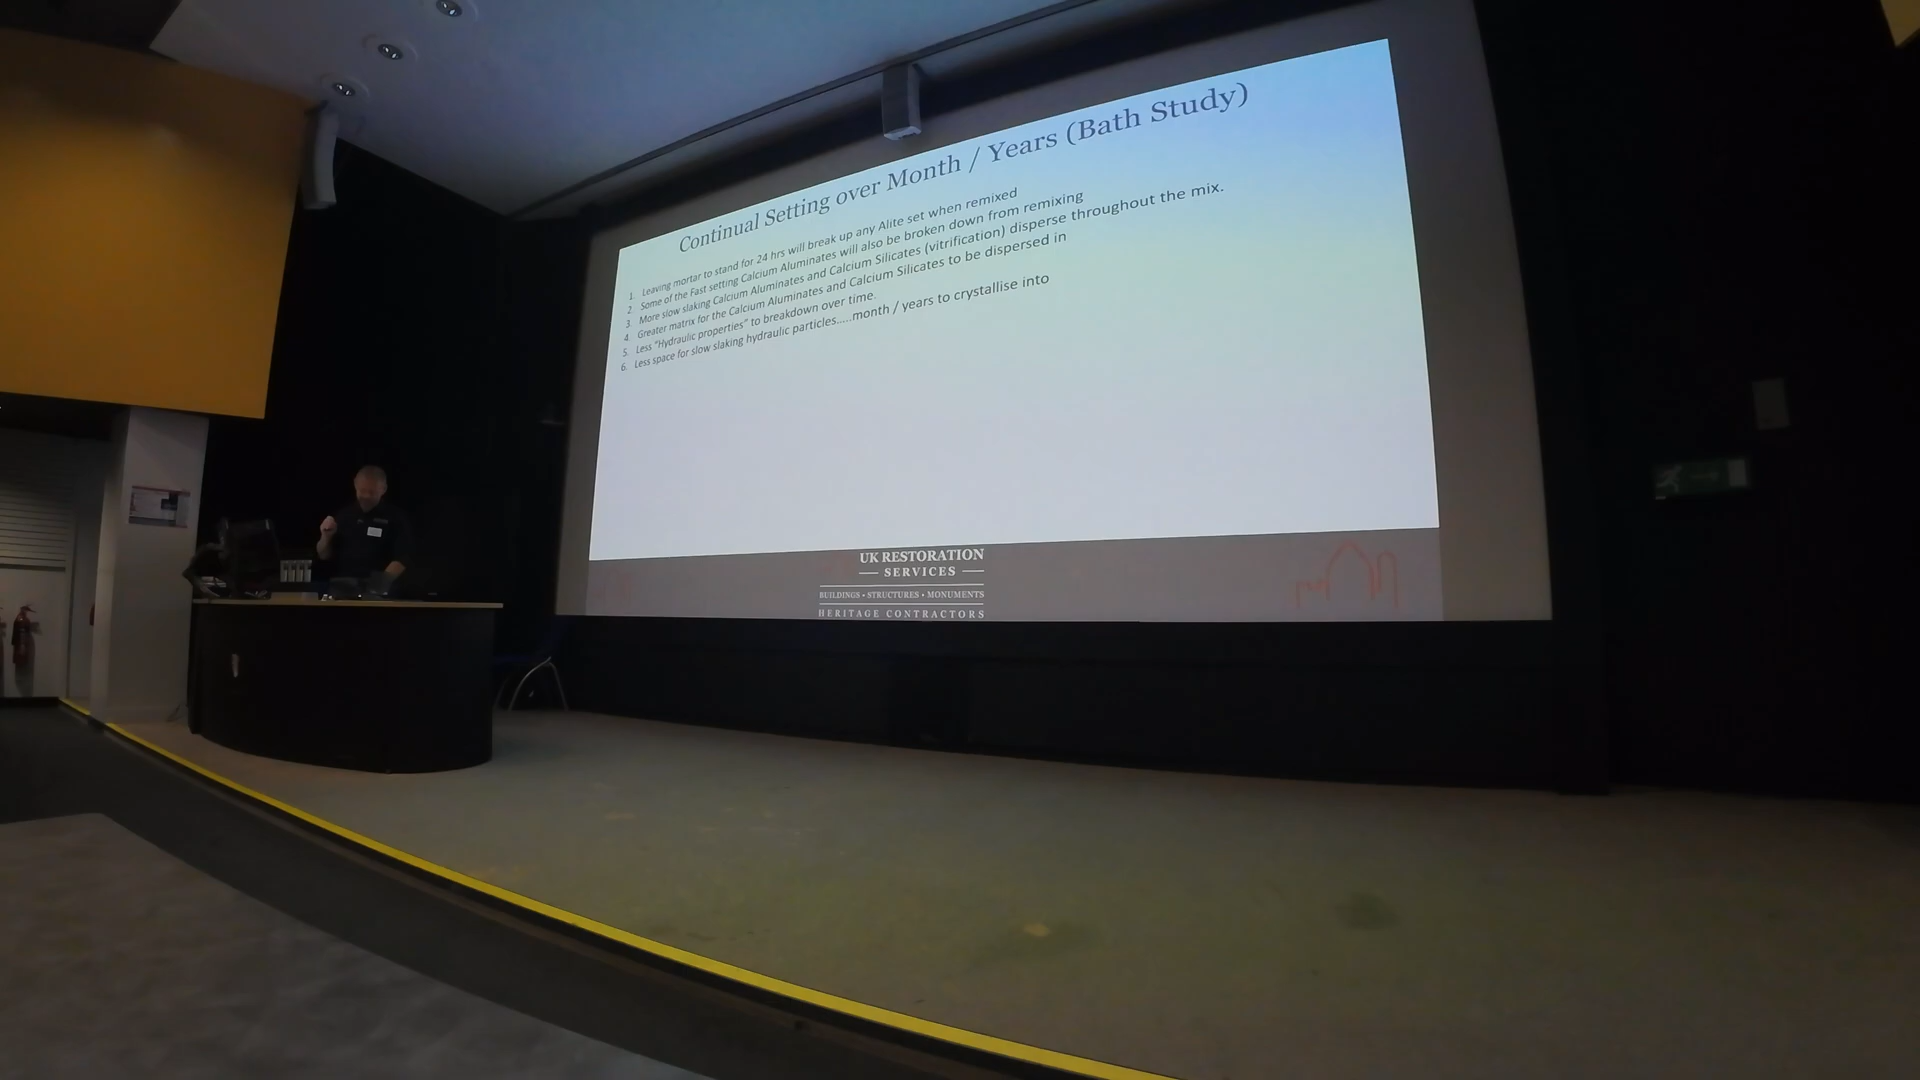 Continual Setting over Month / Years (Bath Study)
1. Leaving mortar to stand for 24 hrs will break up any Alite set when remixed
2. Some of the Fast setting Calcium Aluminates will also be broken down from remixing
3. More slow slaking Calcium Aluminates and Calcium Silicates (vitrification) disperse throughout the mix.
4. Greater matrix for the Calcium Aluminates and Calcium Silicates to be dispersed in
5. Less "Hydraulic properties" to breakdown over time.
6. Less space for slow slaking hydraulic particles.....month / years to crystallise into
UK RESTORATION
SERVICES
BUILDINGS • STRUCTURES • MONUMENTS
HERITAGE CONTRACTORS